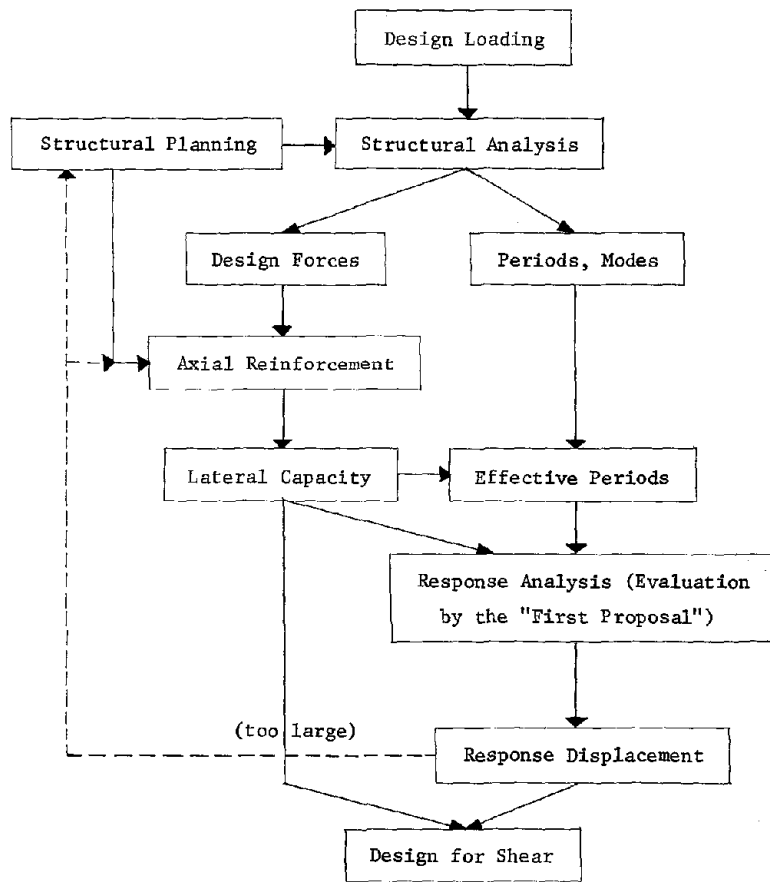 Design Loading
Structural Planning
Structural Analysis
Design Forces
Periods, Modes
Axial Reinforcement
Lateral Capacity
Effective Periods
Response Analysis (Evaluation
by the "First Proposal")
(too large)
Response Displacement
Design for Shear